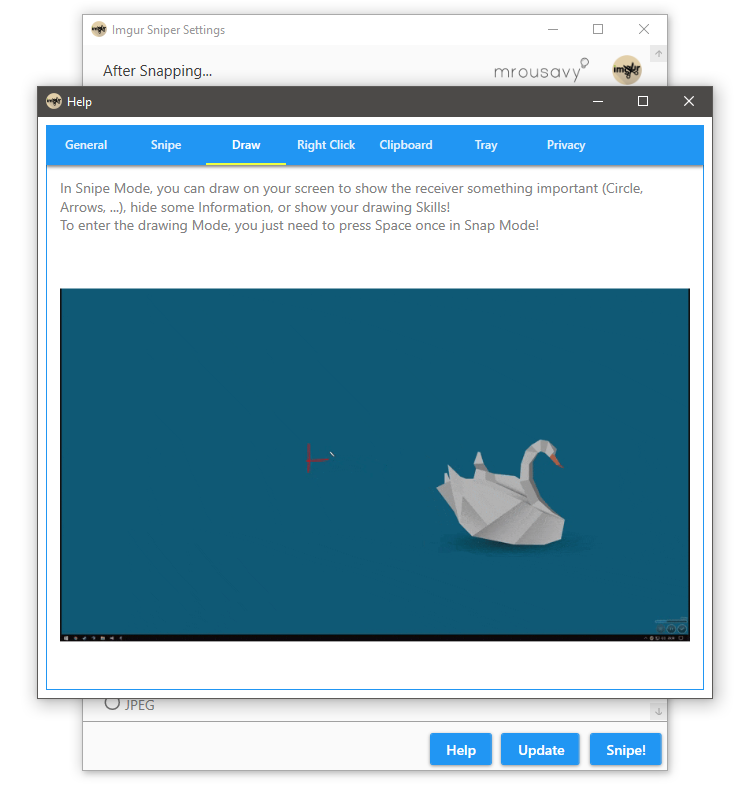 Imgur Sniper Settings
After Snapping...
mrousavy
imgur
Help
General
Snipe
Draw
Right Click
Clipboard
Tray
Privacy
In Snipe Mode, you can draw on your screen to show the receiver something important (Circle,
Arrows, ...), hide some Information, or show your drawing Skills!
To enter the drawing Mode, you just need to press Space once in Snap Mode!
JPEG
Help
Update
Snipe!